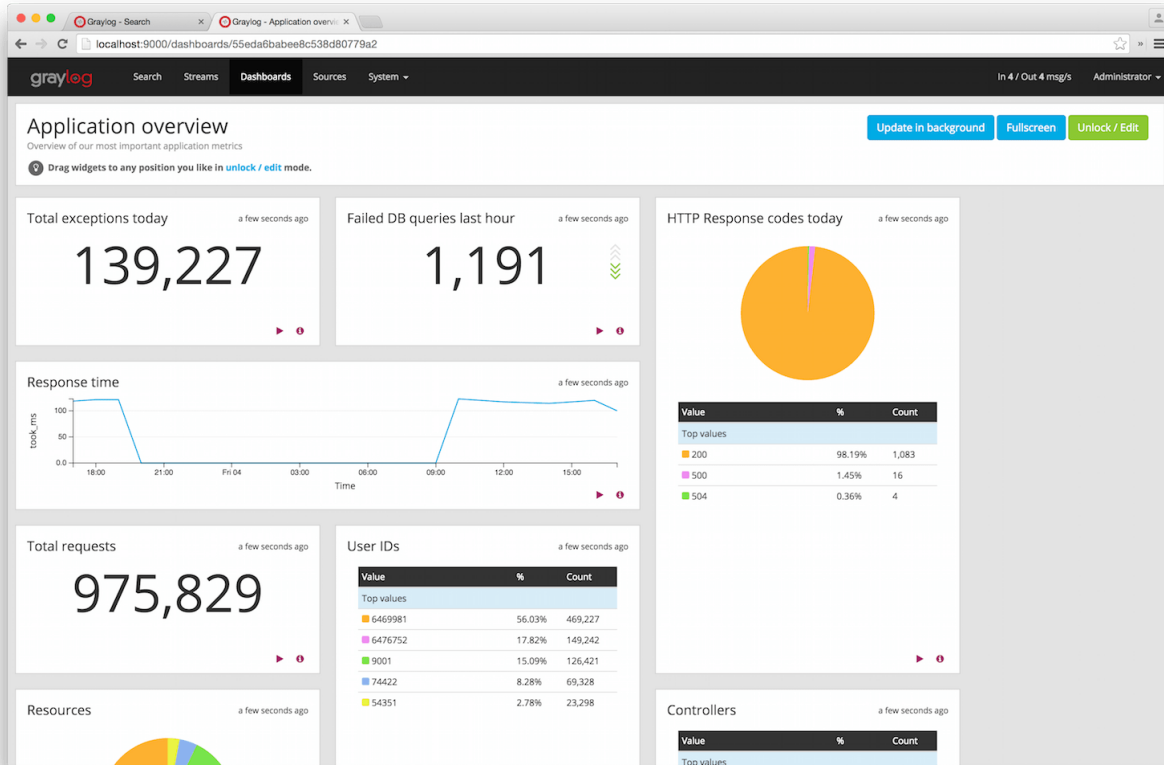 Graylog - Search
Graylog - Application overvie
localhost:9000/dashboards/55eda6babee8c538d80779a2
graylog
Search Streams Dashboards Sources System
In 4 / Out 4 msg/s Administrator
Application overview
Overview of our most important application metrics
Drag widgets to any position you like in unlock / edit mode.
Update in background Fullscreen Unlock / Edit
Total exceptions today a few seconds ago
139,227
Failed DB queries last hour a few seconds ago
1,191
HTTP Response codes today a few seconds ago
Value % Count
Top values
200 98.19% 1,083
500 1.45% 16
504 0.36% 4
Response time a few seconds ago
took_ms
100
50
0.0
18:00 21:00 Fri 04 03:00 06:00 09:00 12:00 15:00
Time
Total requests a few seconds ago
975,829
User IDs a few seconds ago
Value % Count
Top values
6469981 56.03% 469,227
6476752 17.82% 149,242
9001 15.09% 126,421
74422 8.28% 69,328
54351 2.78% 23,298
Resources a few seconds ago
Controllers a few seconds ago
Value % Count
Top values